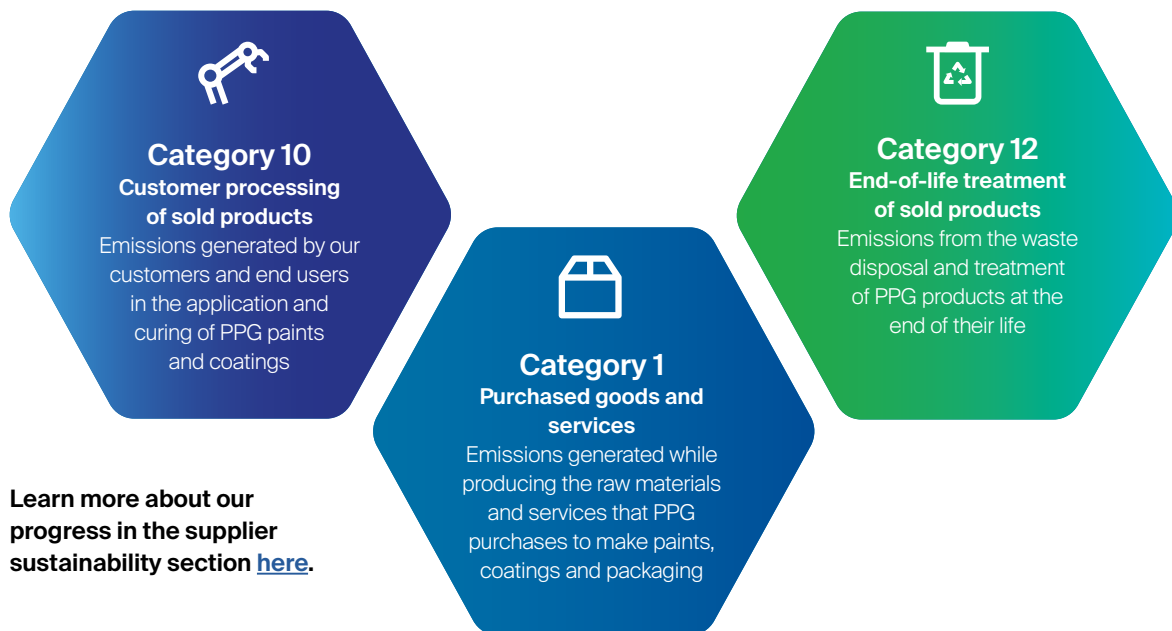 Category 10
Customer processing
of sold products
Emissions generated by our
customers and end users
in the application and
curing of PPG paints
and coatings
Category 1
Purchased goods and
services
Emissions generated while
producing the raw materials
and services that PPG
purchases to make paints,
coatings and packaging
Category 12
End-of-life treatment
of sold products
Emissions from the waste
disposal and treatment
of PPG products at the
end of their life
Learn more about our
progress in the supplier
sustainability section here.